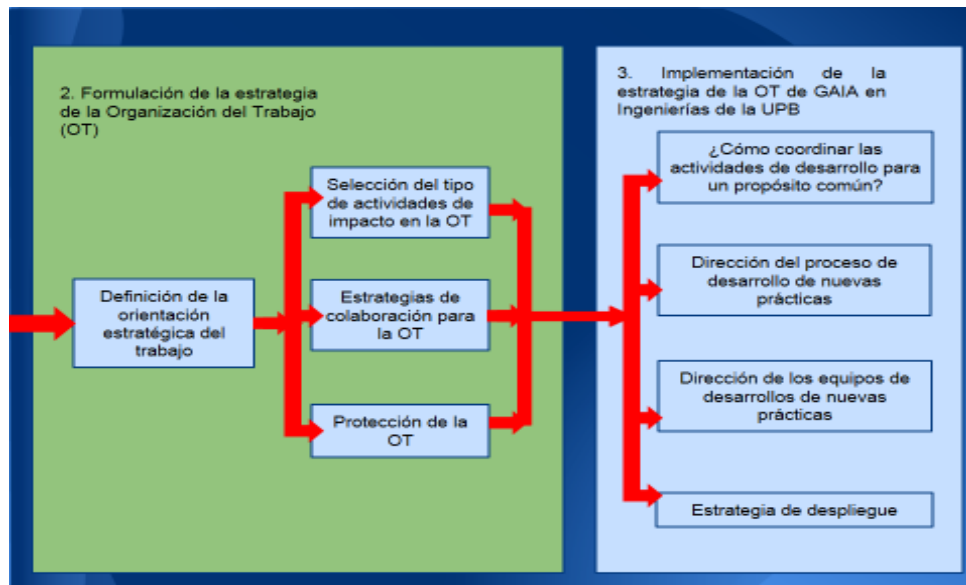 2. Formulación de la estrategia
de la Organización del Trabajo
(OT)
Definición de la
orientación
estratégica del
trabajo
Selección del tipo
de actividades de
impacto en la OT
Estrategias de
colaboración para
la OT
Protección de la
OT
3. Implementación de la
estrategia de la OT de GAIA en
Ingenierías de la UPB
¿Cómo coordinar las
actividades de desarrollo para
un propósito común?
Dirección del proceso de
desarrollo de nuevas
prácticas
Dirección de los equipos de
desarrollos de nuevas
prácticas
Estrategia de despliegue